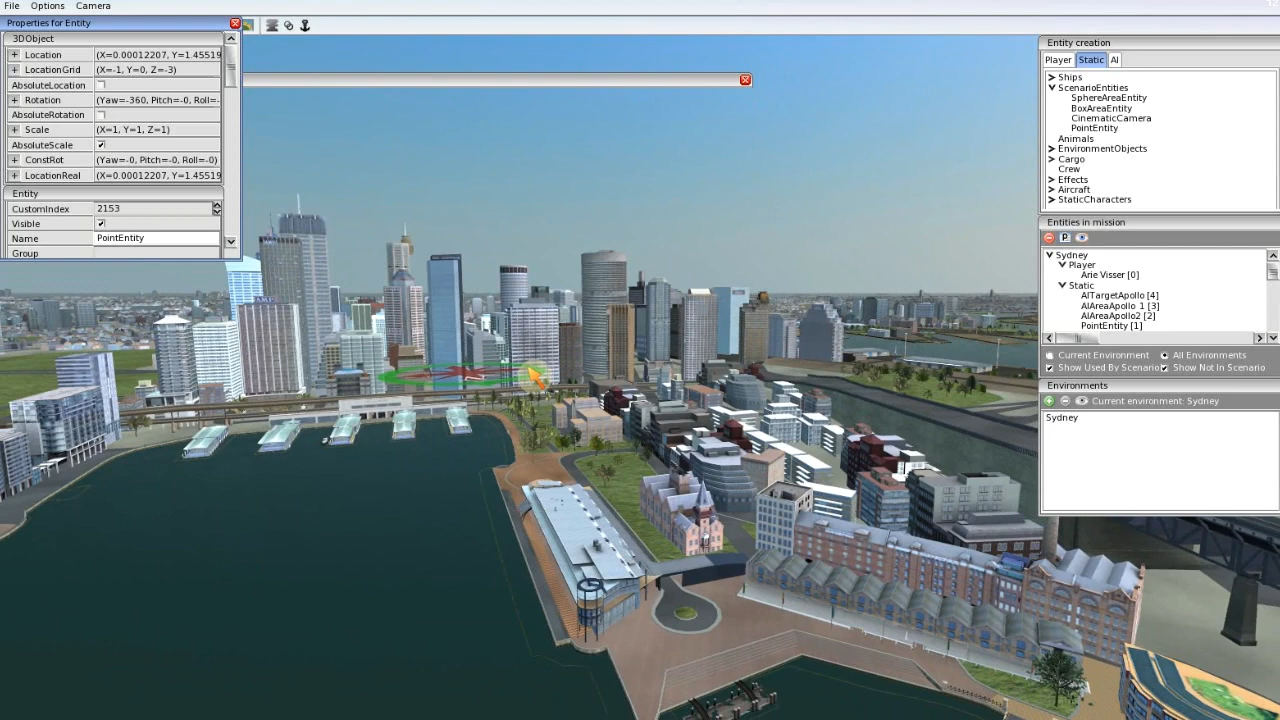 File Options Camera
Properties for Entity
3DObject
+ Location (X=0.00012207, Y=1.45519
+ LocationGrid (X=-1, Y=0, Z=-3)
AbsoluteLocation
+ Rotation (Yaw=-360, Pitch=-0, Roll=-
AbsoluteRotation
+ Scale (X=1, Y=1, Z=1)
AbsoluteScale
+ ConstRot (Yaw=-0, Pitch=-0, Roll=-0)
+ LocationReal (X=0.00012207, Y=1.45519
Entity
CustomIndex 2153
Visible
Name PointEntity
Group
Entity creation
Player Static AI
Ships
ScenarioEntities
SphereAreaEntity
BoxAreaEntity
CinematicCamera
PointEntity
Animals
EnvironmentObjects
Cargo
Crew
Effects
Aircraft
StaticCharacters
Entities in mission
P
Sydney
Player
Arie Visser [0]
Static
AITargetApollo [4]
AIAreaApollo 1 [3]
AIAreaApollo2 [2]
PointEntity [1]
Current Environment All Environments
Show Used By Scenario Show Not In Scenario
Environments
Current environment: Sydney
Sydney